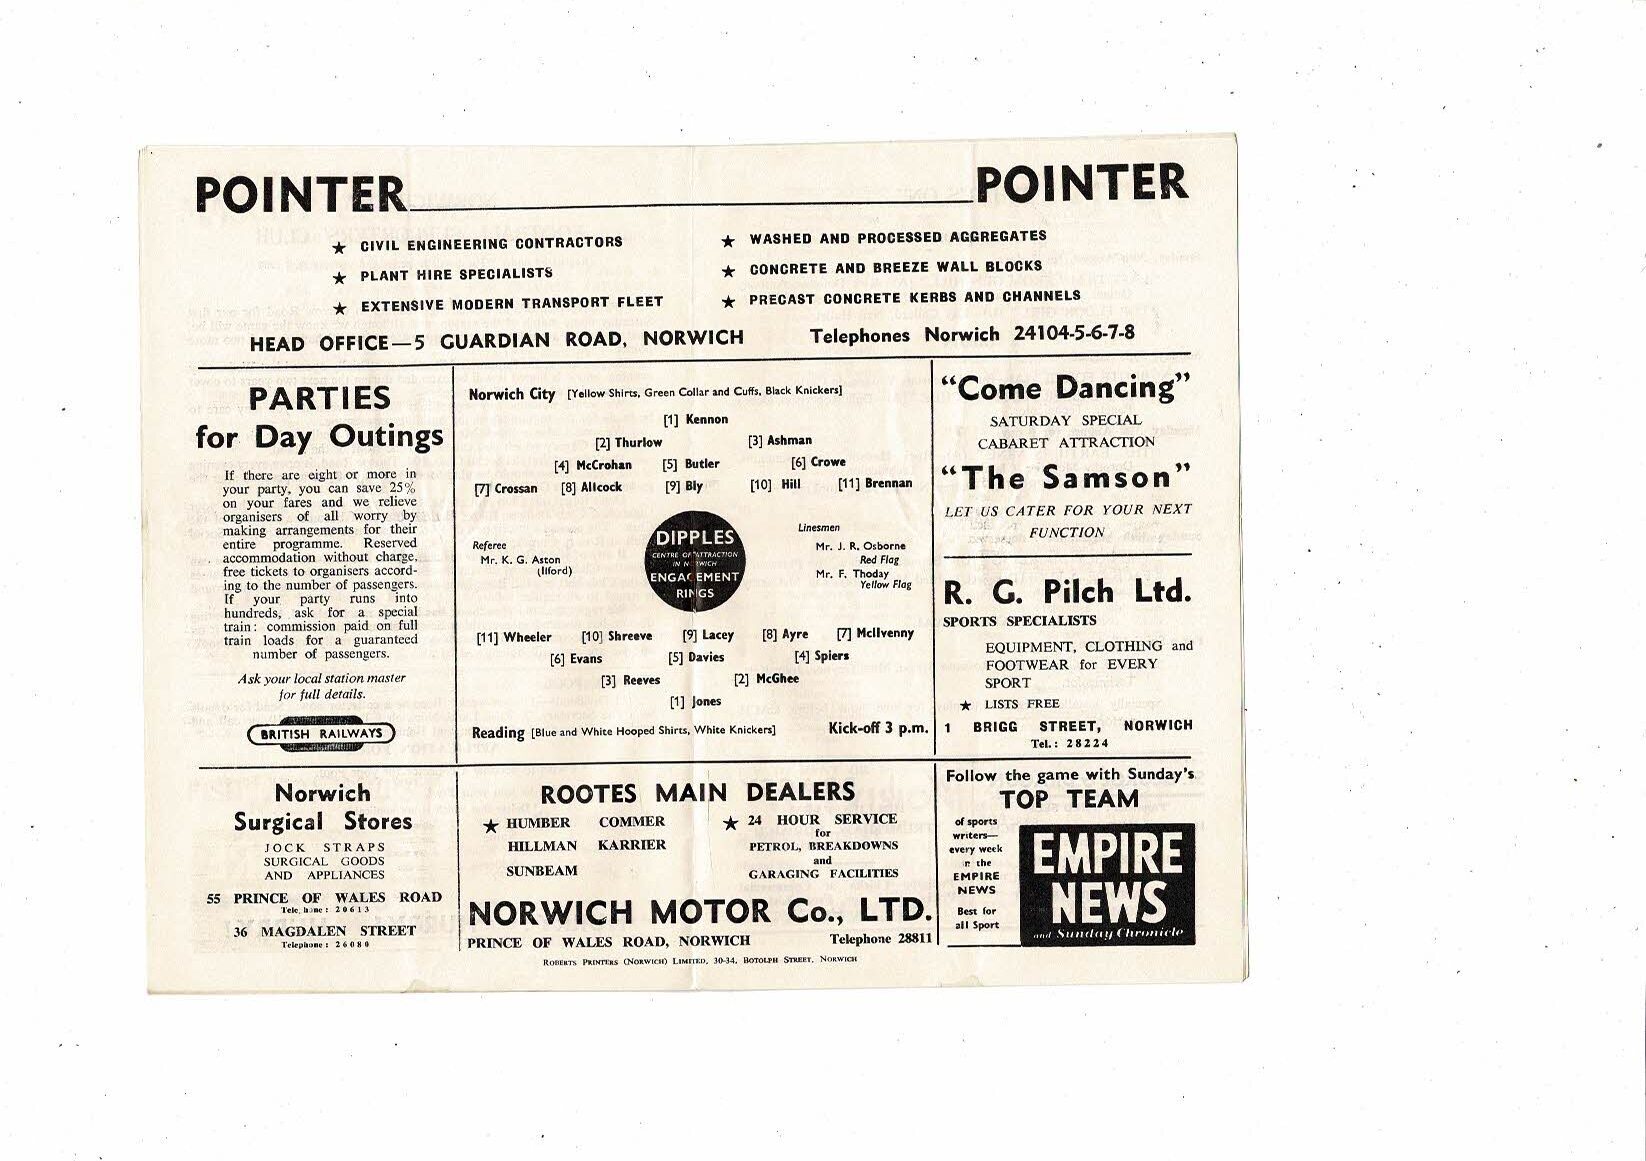 POINTER POINTER
★ CIVIL ENGINEERING CONTRACTORS
★ PLANT HIRE SPECIALISTS
★ EXTENSIVE MODERN TRANSPORT FLEET
★ WASHED AND PROCESSED AGGREGATES
★ CONCRETE AND BREEZE WALL BLOCKS
★ PRECAST CONCRETE KERBS AND CHANNELS
HEAD OFFICE—5 GUARDIAN ROAD, NORWICH Telephones Norwich 24104-5-6-7-8
PARTIES
for Day Outings
If there are eight or more in
your party, you can save 25%
on your fares and we relieve
organisers of all worry by
making arrangements for their
entire programme. Reserved
accommodation without charge,
free tickets to organisers accord-
ing to the number of passengers.
If your party runs into
hundreds, ask for a special
train: commission paid on full
train loads for a guaranteed
number of passengers.
Ask your local station master
for full details.
BRITISH RAILWAYS
Norwich City [Yellow Shirts, Green Collar and Cuffs, Black Knickers]
[1] Kennon
[2] Thurlow [3] Ashman
[4] McCrohan [5] Butler [6] Crowe
[7] Crossan [8] Allcock [9] Bly [10] Hill [11] Brennan
Referee
Mr. K. G. Aston
(Ilford)
DIPPLES
CENTRE OF ATTRACTION
IN NORWICH
ENGAGEMENT
RINGS
Linesmen
Mr. J. R. Osborne
Red Flag
Mr. F. Thoday
Yellow Flag
[11] Wheeler [10] Shreeve [9] Lacey [8] Ayre [7] McIlvenny
[6] Evans [5] Davies [4] Spiers
[3] Reeves [2] McGhee
[1] Jones
Reading [Blue and White Hooped Shirts, White Knickers] Kick-off 3 p.m.
"Come Dancing"
SATURDAY SPECIAL
CABARET ATTRACTION
"The Samson"
LET US CATER FOR YOUR NEXT
FUNCTION
R. G. Pilch Ltd.
SPORTS SPECIALISTS
EQUIPMENT, CLOTHING and
FOOTWEAR for EVERY
SPORT
★ LISTS FREE
1 BRIGG STREET, NORWICH
Tel.: 28224
Norwich
Surgical Stores
JOCK STRAPS
SURGICAL GOODS
AND APPLIANCES
55 PRINCE OF WALES ROAD
Telephone: 20613
36 MAGDALEN STREET
Telephone: 26080
ROOTES MAIN DEALERS
★ HUMBER COMMER
HILLMAN KARRIER
SUNBEAM
★ 24 HOUR SERVICE
for
PETROL, BREAKDOWNS
and
GARAGING FACILITIES
NORWICH MOTOR Co., LTD.
PRINCE OF WALES ROAD, NORWICH Telephone 28811
Follow the game with Sunday's
TOP TEAM
of sports
writers—
every week
in the
EMPIRE
NEWS
Best for
all Sport
EMPIRE
NEWS
and Sunday Chronicle
ROBERTS PRINTERS (NORWICH) LIMITED, 30-34, BOTOLPH STREET, NORWICH